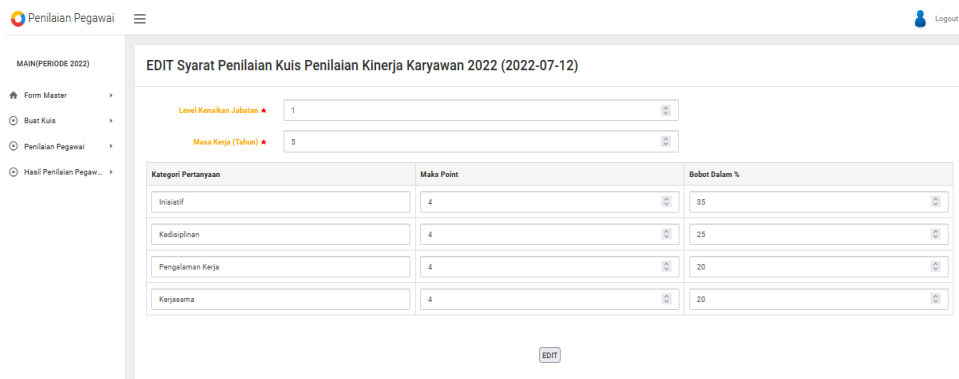 Penilaian Pegawai
Logout
MAIN(PERIODE 2022)
Form Master
Buat Kuis
Penilaian Pegawai
Hasil Penilaian Pegaw...
EDIT Syarat Penilaian Kuis Penilaian Kinerja Karyawan 2022 (2022-07-12)
Level Kenaikan Jabatan ★ 1
Masa Kerja (Tahun) ★ 5
Kategori Pertanyaan Maks Point Bobot Dalam %
Inisiatif 4 35
Kedisiplinan 4 25
Pengalaman Kerja 4 20
Kerjasama 4 20
EDIT